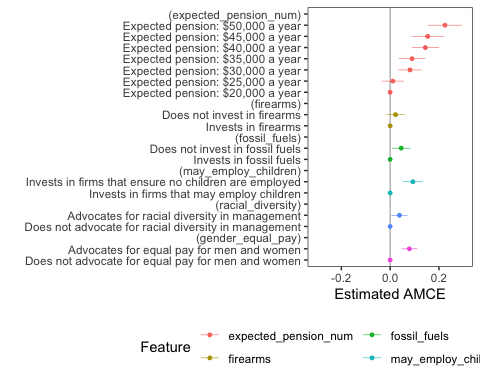 (expected_pension_num)
Expected pension: $50,000 a year
Expected pension: $45,000 a year
Expected pension: $40,000 a year
Expected pension: $35,000 a year
Expected pension: $30,000 a year
Expected pension: $25,000 a year
Expected pension: $20,000 a year
(firearms)
Does not invest in firearms
Invests in firearms
(fossil_fuels)
Does not invest in fossil fuels
Invests in fossil fuels
(may_employ_children)
Invests in firms that ensure no children are employed
Invests in firms that may employ children
(racial_diversity)
Advocates for racial diversity in management
Does not advocate for racial diversity in management
(gender_equal_pay)
Advocates for equal pay for men and women
Does not advocate for equal pay for men and women
-0.2 0.0 0.2
Estimated AMCE
Feature
expected_pension_num fossil_fuels
firearms may_employ_chil